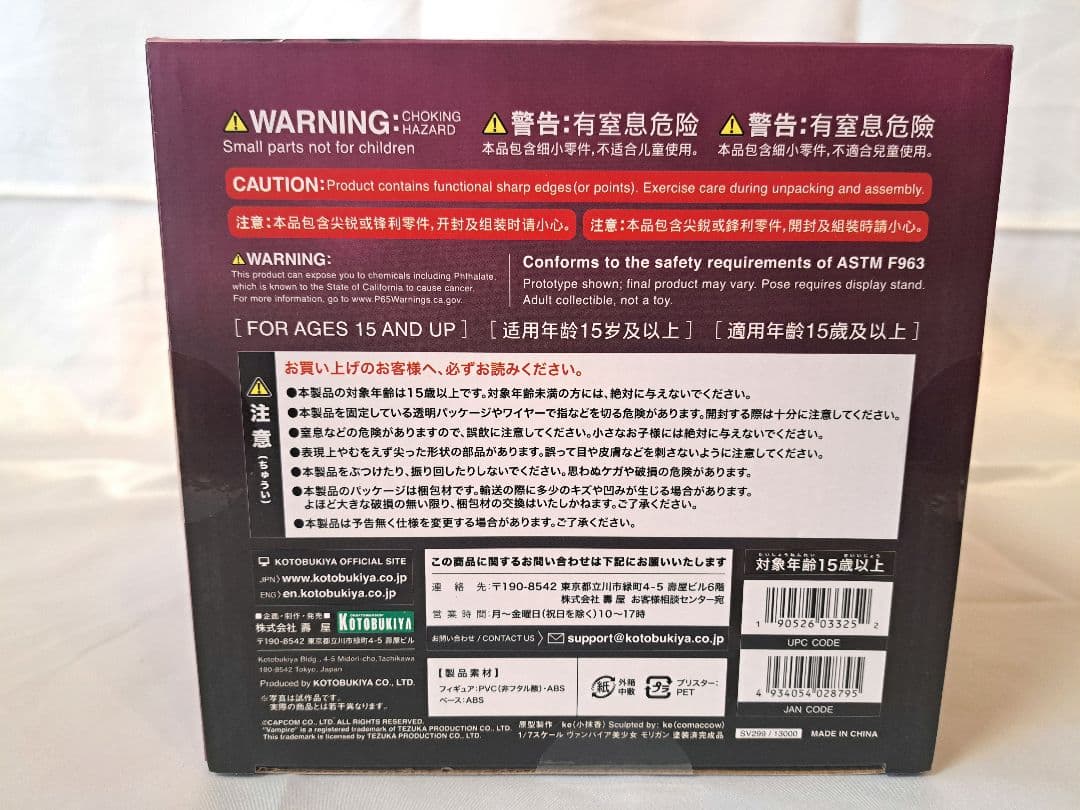 ⚠WARNING: CHOKING HAZARD
Small parts not for children
⚠警告:有窒息危险
本品包含细小零件,不适合儿童使用。
⚠警告:有窒息危險
本品包含細小零件,不適合兒童使用。
CAUTION: Product contains functional sharp edges(or points). Exercise care during unpacking and assembly.
注意:本品包含尖锐或锋利零件,开封及组装时请小心。
注意:本品包含尖銳或鋒利零件,開封及組裝時請小心。
⚠WARNING:
This product can expose you to chemicals including Phthalate,
which is known to the State of California to cause cancer.
For more information, go to www.P65Warnings.ca.gov.
Conforms to the safety requirements of ASTM F963
Prototype shown; final product may vary. Pose requires display stand.
Adult collectible, not a toy.
[FOR AGES 15 AND UP] [适用年龄15岁及以上] [適用年齡15歲及以上]
⚠注意(ちゅうい)
お買い上げのお客様へ、必ずお読みください。
●本製品の対象年齢は15歳以上です。対象年齢未満の方には、絶対に与えないでください。
●本製品を固定している透明パッケージやワイヤーで指などを切る危険があります。開封する際は十分に注意してください。
●窒息などの危険がありますので、誤飲に注意してください。小さなお子様には絶対に与えないでください。
●表現上やむをえず尖った形状の部品があります。誤って目や皮膚などを刺さないように注意してください。
●本製品をぶつけたり、振り回したりしないでください。思わぬケガや破損の危険があります。
●本製品のパッケージは梱包材です。輸送の際に多少のキズや凹みが生じる場合があります。
よほど大きな破損の無い限り、梱包材の交換はいたしかねます。ご了承ください。
●本製品は予告無く仕様を変更する場合があります。ご了承ください。
KOTOBUKIYA OFFICIAL SITE
JPN〉www.kotobukiya.co.jp
ENG〉en.kotobukiya.co.jp
■企画・制作・発売■
株式会社 壽 屋
KOTOBUKIYA
〒190-8542 東京都立川市緑町4-5 壽屋ビル
Kotobukiya Bldg., 4-5 Midori-cho,Tachikawa
190-8542 Tokyo, Japan
Produced by KOTOBUKIYA CO., LTD.
※写真は試作品です。
実際の商品とは若干異なります。
©CAPCOM CO., LTD. ALL RIGHTS RESERVED.
"Vampire" is a registered trademark of TEZUKA PRODUCTION CO., LTD.
This trademark is licensed by TEZUKA PRODUCTION CO., LTD.
この商品に関するお問い合わせは下記にお願いいたします
連 絡 先:〒190-8542 東京都立川市緑町4-5 壽屋ビル6階
株式会社 壽 屋 お客様相談センター宛
営 業 時 間:月〜金曜日(祝日を除く)10〜17時
お問い合わせ / CONTACT US 〉 support@kotobukiya.co.jp
【製品素材】
フィギュア:PVC(非フタル酸)・ABS
ベース:ABS
紙 外箱 中敷
プラ ブリスター:PET
原型製作 ke(小抹香) Sculpted by: ke(comaccow)
1/7スケール ヴァンパイア美少女 モリガン 塗装済完成品
たいしょうねんれい さいいじょう
対象年齢15歳以上
1 90526 03325 2
UPC CODE
4 934054 028795
JAN CODE
SV299 / 13000
MADE IN CHINA